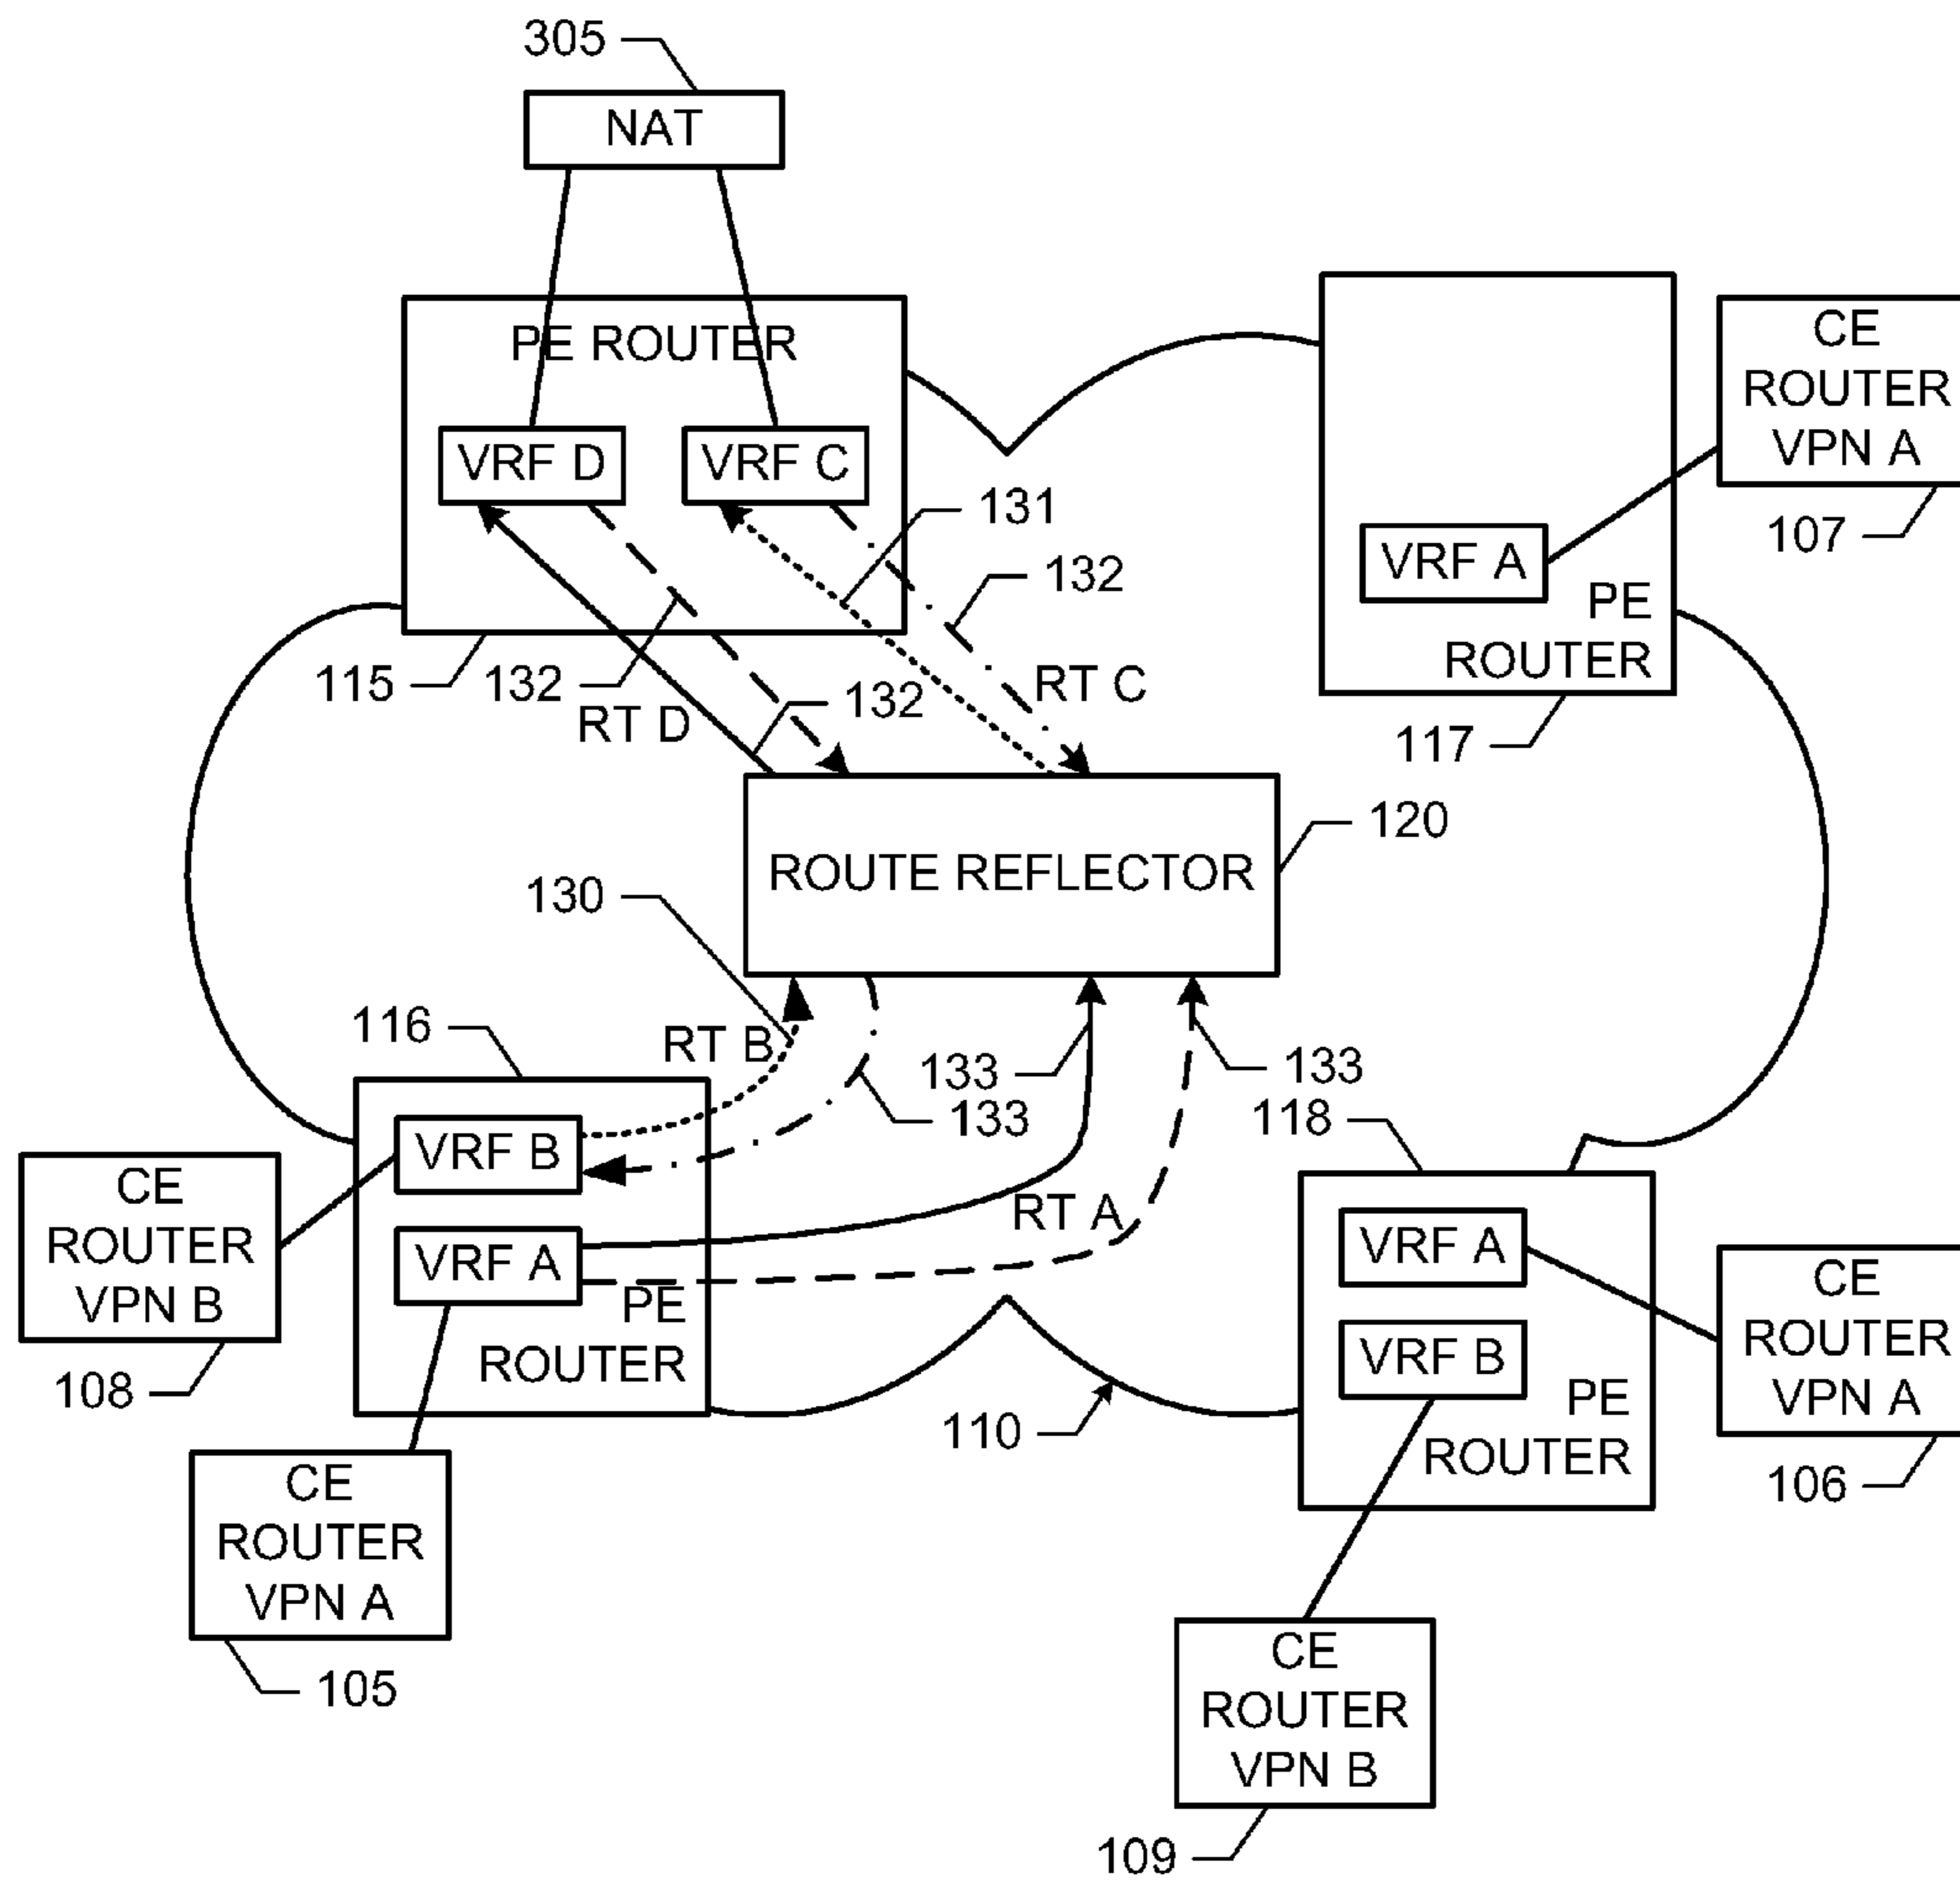 305
NAT
PE ROUTER
VRF D
VRF C
131
132
115
132
RT D
132
RT C
CE
ROUTER
VPN A
107
VRF A
PE
ROUTER
117
120
ROUTE REFLECTOR
130
116
RT B
133
133
133
118
VRF B
CE
ROUTER
VPN B
108
VRF A
PE
ROUTER
RT A
110
VRF A
VRF B
PE
ROUTER
CE
ROUTER
VPN A
106
CE
ROUTER
VPN A
105
CE
ROUTER
VPN B
109